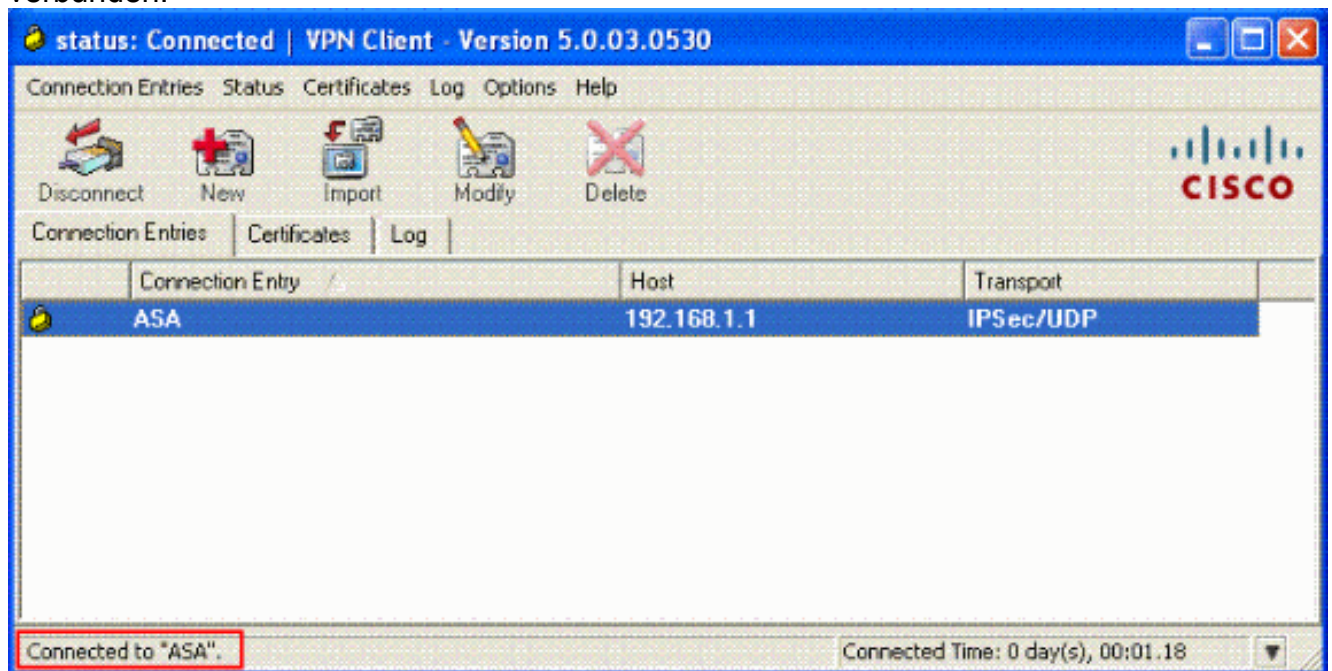 status: Connected | VPN Client - Version 5.0.03.0530
Connection Entries Status Certificates Log Options Help
Disconnect New Import Modify Delete
CISCO
Connection Entries Certificates Log
Connection Entry Host Transport
ASA 192.168.1.1 IPSec/UDP
Connected to "ASA". Connected Time: 0 day(s), 00:01.18